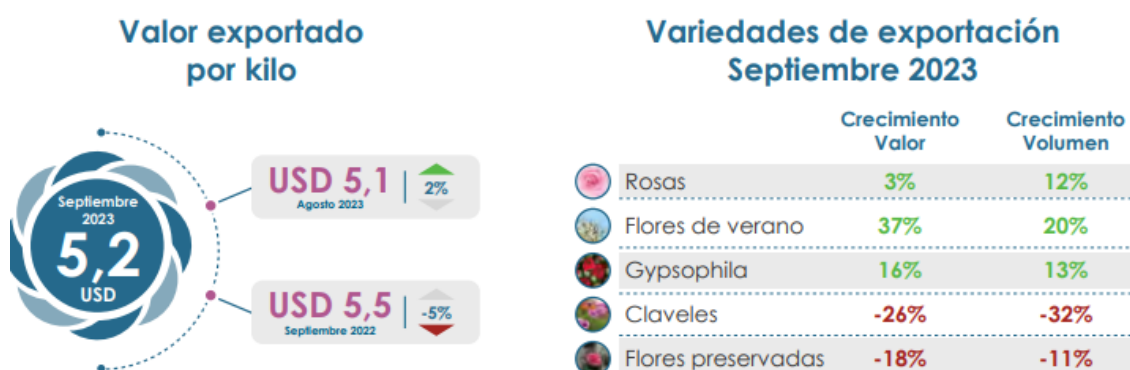 Valor exportado
por kilo
Septiembre
2023
5,2
USD
USD 5,1
2%
Agosto 2023
USD 5,5
-5%
Septiembre 2022
Variedades de exportación
Septiembre 2023
Crecimiento Valor Crecimiento Volumen
Rosas 3% 12%
Flores de verano 37% 20%
Gypsophila 16% 13%
Claveles -26% -32%
Flores preservadas -18% -11%